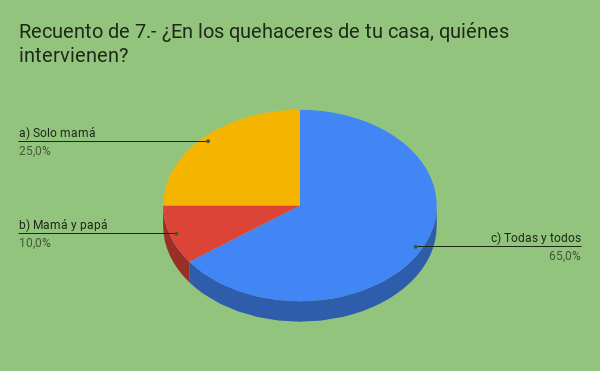 Recuento de 7.- ¿En los quehaceres de tu casa, quiénes
intervienen?
a) Solo mamá
25,0%
b) Mamá y papá
10,0%
c) Todas y todos
65,0%